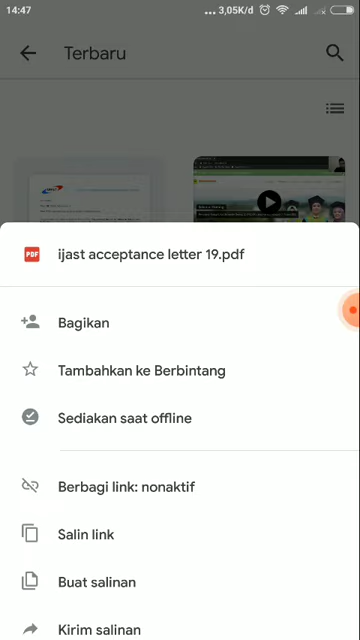 14:47
... 3,05K/d
Terbaru
PDF
ijast acceptance letter 19.pdf
Bagikan
Tambahkan ke Berbintang
Sediakan saat offline
Berbagi link: nonaktif
Salin link
Buat salinan
Kirim salinan